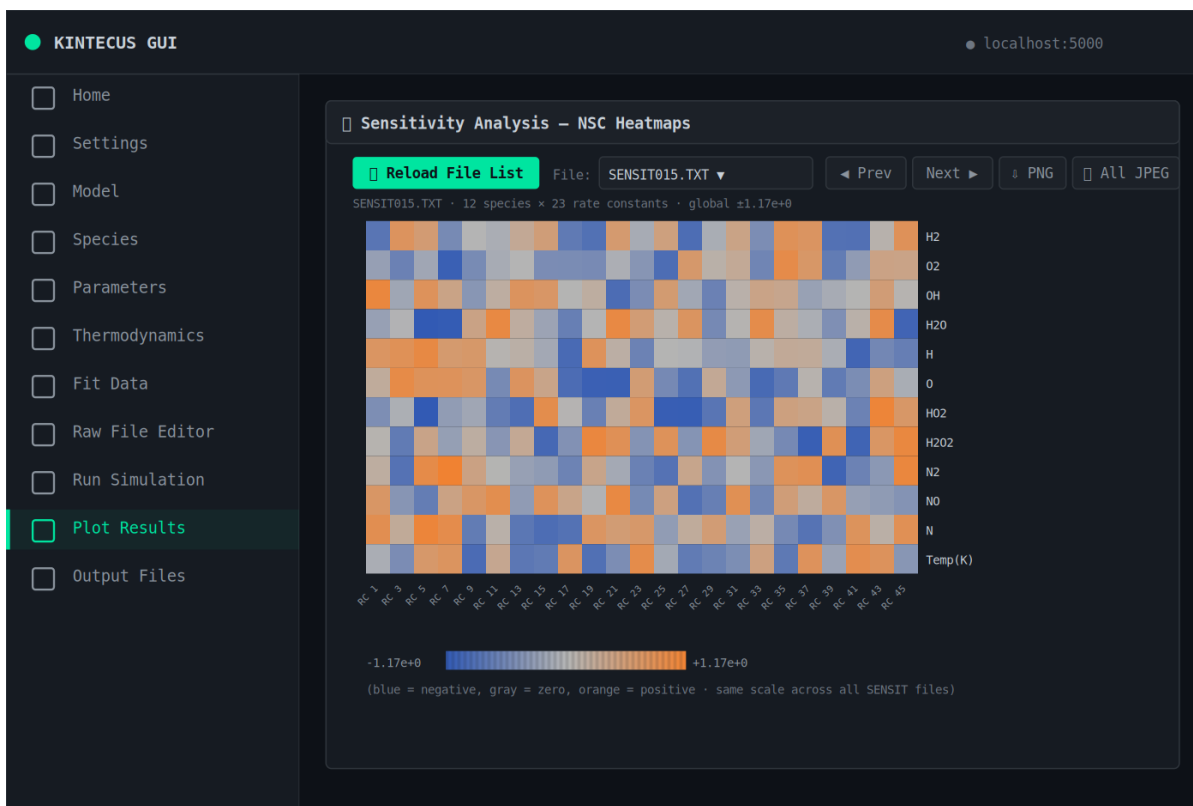 KINTECUS GUI
● localhost:5000
Home
Settings
Model
Species
Parameters
Thermodynamics
Fit Data
Raw File Editor
Run Simulation
Plot Results
Output Files
Sensitivity Analysis — NSC Heatmaps
Reload File List File: SENSIT015.TXT ▼ ◀ Prev Next ▶ ⇩ PNG All JPEG
SENSIT015.TXT · 12 species × 23 rate constants · global ±1.17e+0
H2
O2
OH
H2O
H
O
HO2
H2O2
N2
NO
N
Temp(K)
RC 1 RC 3 RC 5 RC 7 RC 9 RC 11 RC 13 RC 15 RC 17 RC 19 RC 21 RC 23 RC 25 RC 27 RC 29 RC 31 RC 33 RC 35 RC 37 RC 39 RC 41 RC 43 RC 45
-1.17e+0 +1.17e+0
(blue = negative, gray = zero, orange = positive · same scale across all SENSIT files)